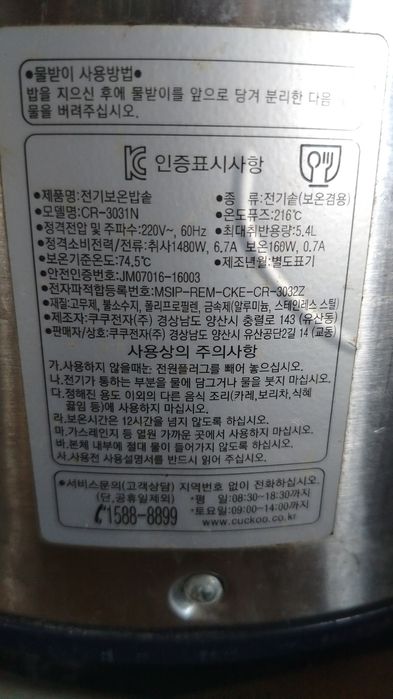 •물받이 사용방법•
밥을 지으신 후에 물받이를 앞으로 당겨 분리한 다음
물을 버려주십시오.
인증표시사항
•제품명:전기보온밥솥 •종 류:전기솥(보온겸용)
•모델명:CR-3031N •온도퓨즈:216℃
•정격전압 및 주파수:220V~, 60Hz •최대취반용량:5.4L
•정격소비전력/전류:취사1480W, 6.7A 보온160W, 0.7A
•보온기준온도:74.5℃ •제조년월:별도표기
•안전인증번호:JM07016-16003
•전자파적합등록번호:MSIP-REM-CKE-CR-3032Z
•재질:고무제, 불소수지, 폴리프로필렌, 금속제(알루미늄, 스테인레스 스틸)
•제조자:쿠쿠전자(주) 경상남도 양산시 충렬로 143 (유산동)
•판매자/상호:쿠쿠전자(주) 경상남도 양산시 유산공단2길 14 (교동)
사용상의 주의사항
가.사용하지 않을때는 전원플러그를 빼어 놓으십시오.
나.전기가 통하는 부분을 물에 담그거나 물을 붓지 마십시오.
다.정해진 용도 이외의 다른 음식 조리(카레,보리차,식혜
끓임 등)에 사용하지 마십시오.
라.보온시간은 12시간을 넘지 않도록 하십시오.
마.가스레인지 등 열원 가까운 곳에서 사용하지 마십시오.
바.본체 내부에 절대 물이 들어가지 않도록 하십시오.
사.사용전 사용설명서를 반드시 읽어 주십시오.
•서비스문의(고객상담) 지역번호 없이 전화하십시오.
(단,공휴일제외) •평 일:08:30~18:30까지
1588-8899 •토요일:09:00~14:00까지
www.cuckoo.co.kr